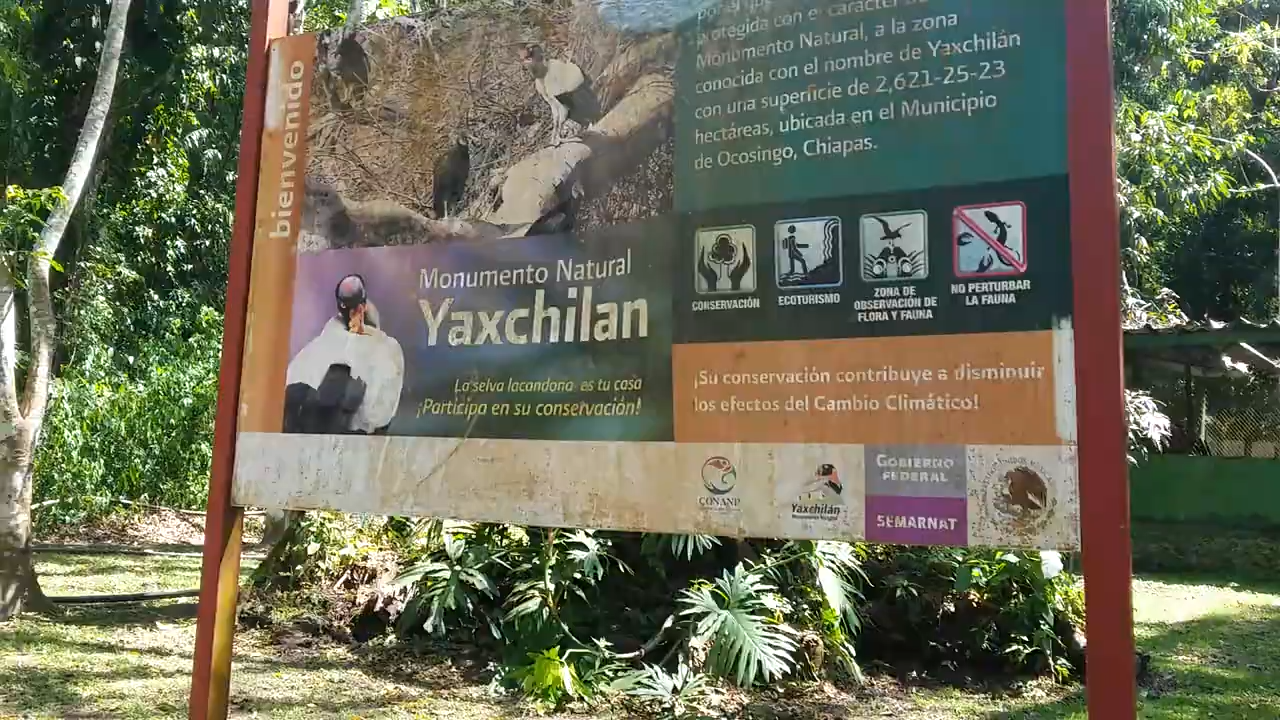 bienvenido
protegida con el carácter
Monumento Natural, a la zona
conocida con el nombre de Yaxchilán
con una superficie de 2,621-25-23
hectáreas, ubicada en el Municipio
de Ocosingo, Chiapas.
Monumento Natural
Yaxchilan
La selva lacandona es tu casa
¡Participa en su conservación!
CONSERVACIÓN
ECOTURISMO
ZONA DE
OBSERVACIÓN DE
FLORA Y FAUNA
NO PERTURBAR
LA FAUNA
¡Su conservación contribuye a disminuir
los efectos del Cambio Climático!
CONANP
Yaxchilán
Monumento Natural
GOBIERNO
FEDERAL
SEMARNAT